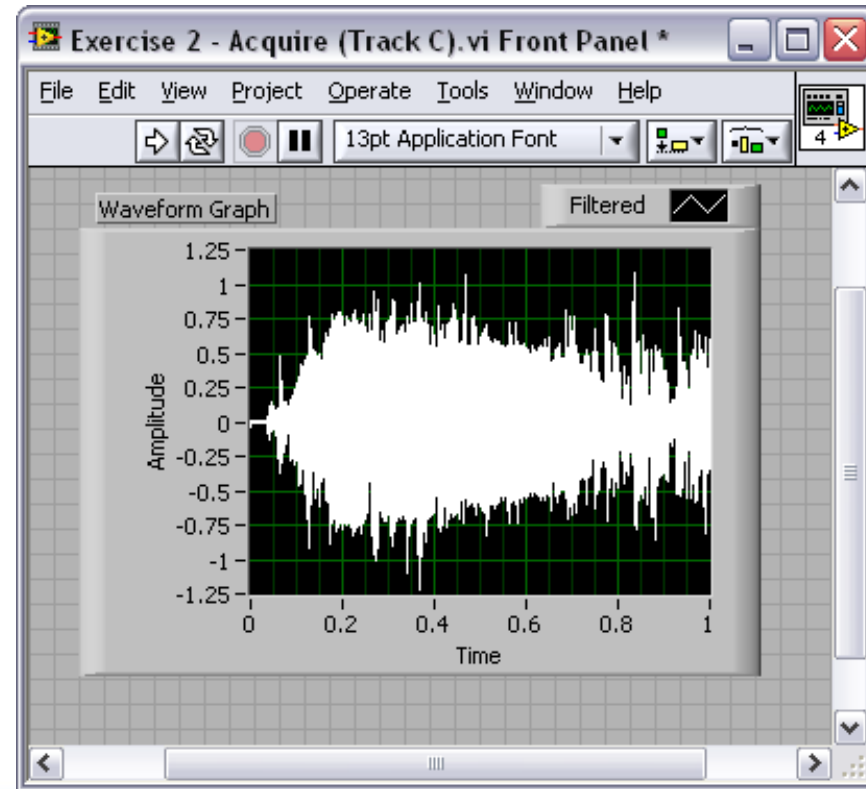 Exercise 2 - Acquire (Track C).vi Front Panel *
File Edit View Project Operate Tools Window Help
13pt Application Font
4
Waveform Graph
Filtered
1.25
1
0.75
0.5
0.25
0
-0.25
-0.5
-0.75
-1
-1.25
Amplitude
0 0.2 0.4 0.6 0.8 1
Time